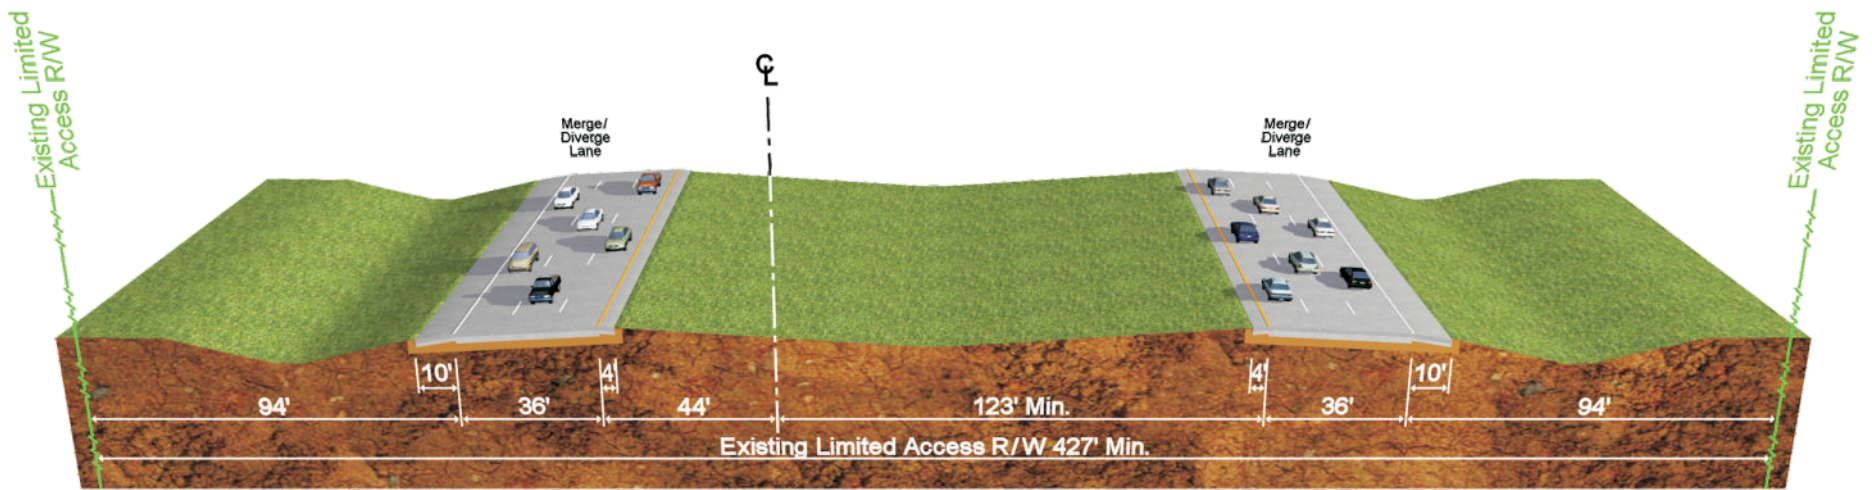 Existing Limited
Access R/W
Merge/
Diverge
Lane
℄
Merge/
Diverge
Lane
Existing Limited
Access R/W
10' 4' 4' 10'
94' 36' 44' 123' Min. 36' 94'
Existing Limited Access R/W 427' Min.